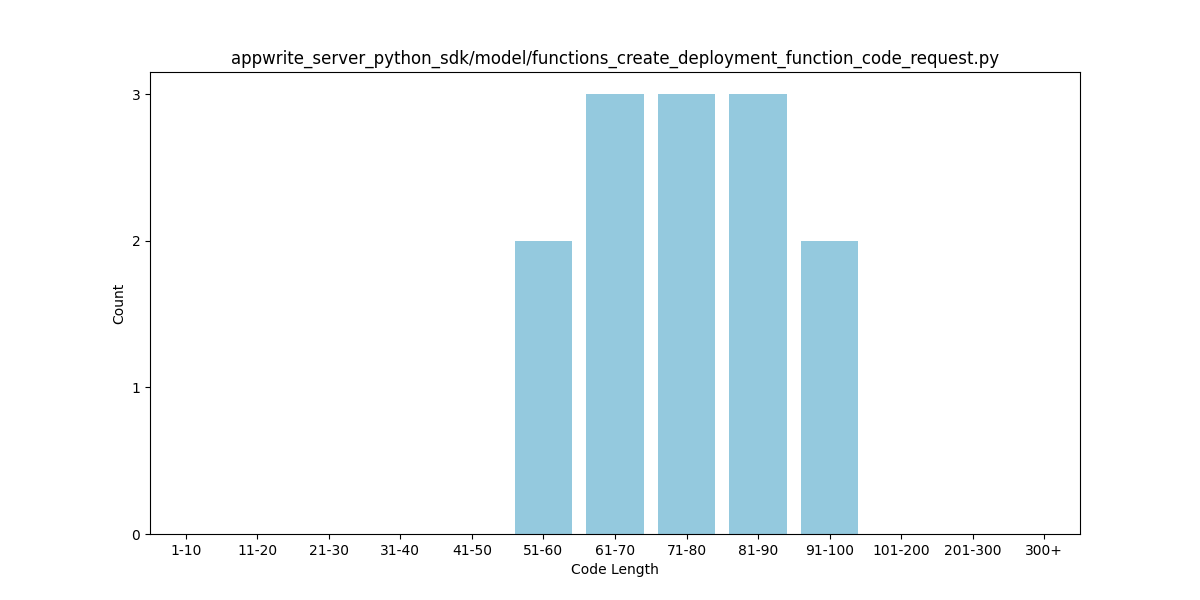 appwrite_server_python_sdk/model/functions_create_deployment_function_code_request.py
3
2
1
0
Count
1-10 11-20 21-30 31-40 41-50 51-60 61-70 71-80 81-90 91-100 101-200 201-300 300+
Code Length